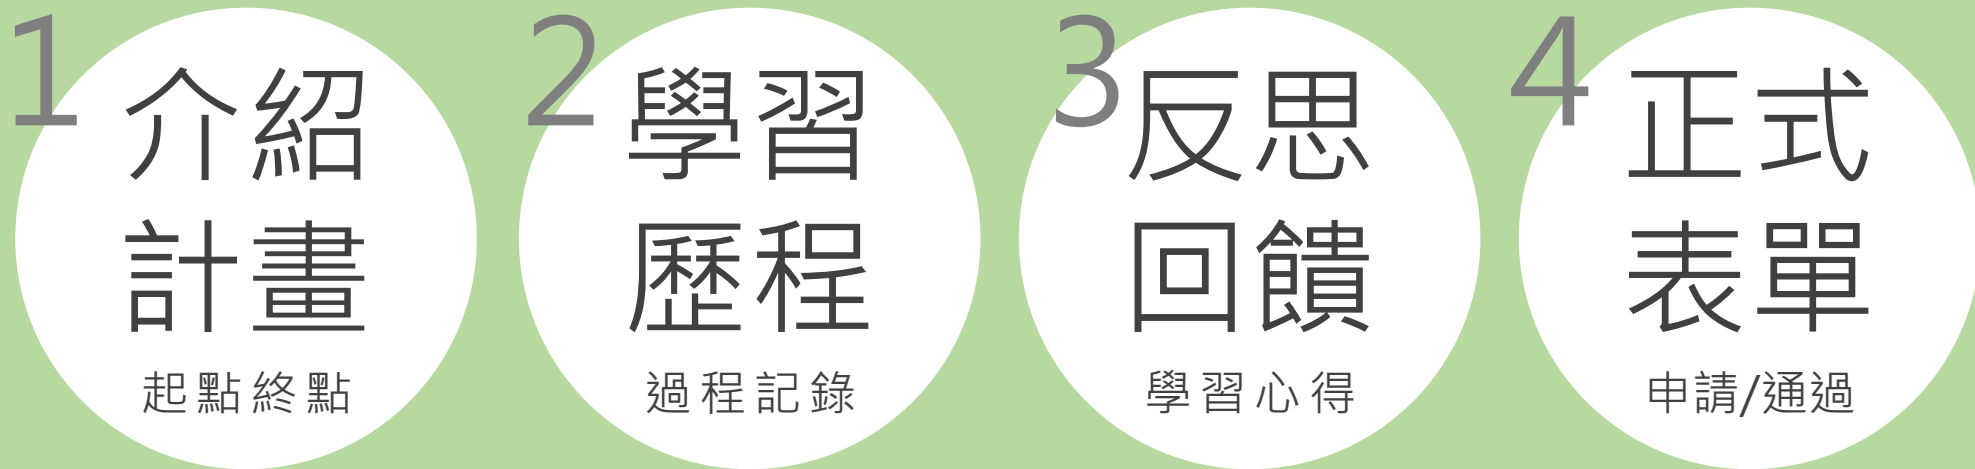 1
介紹
計畫
起點終點
2
學習
歷程
過程記錄
3
反思
回饋
學習心得
4
正式
表單
申請/通過